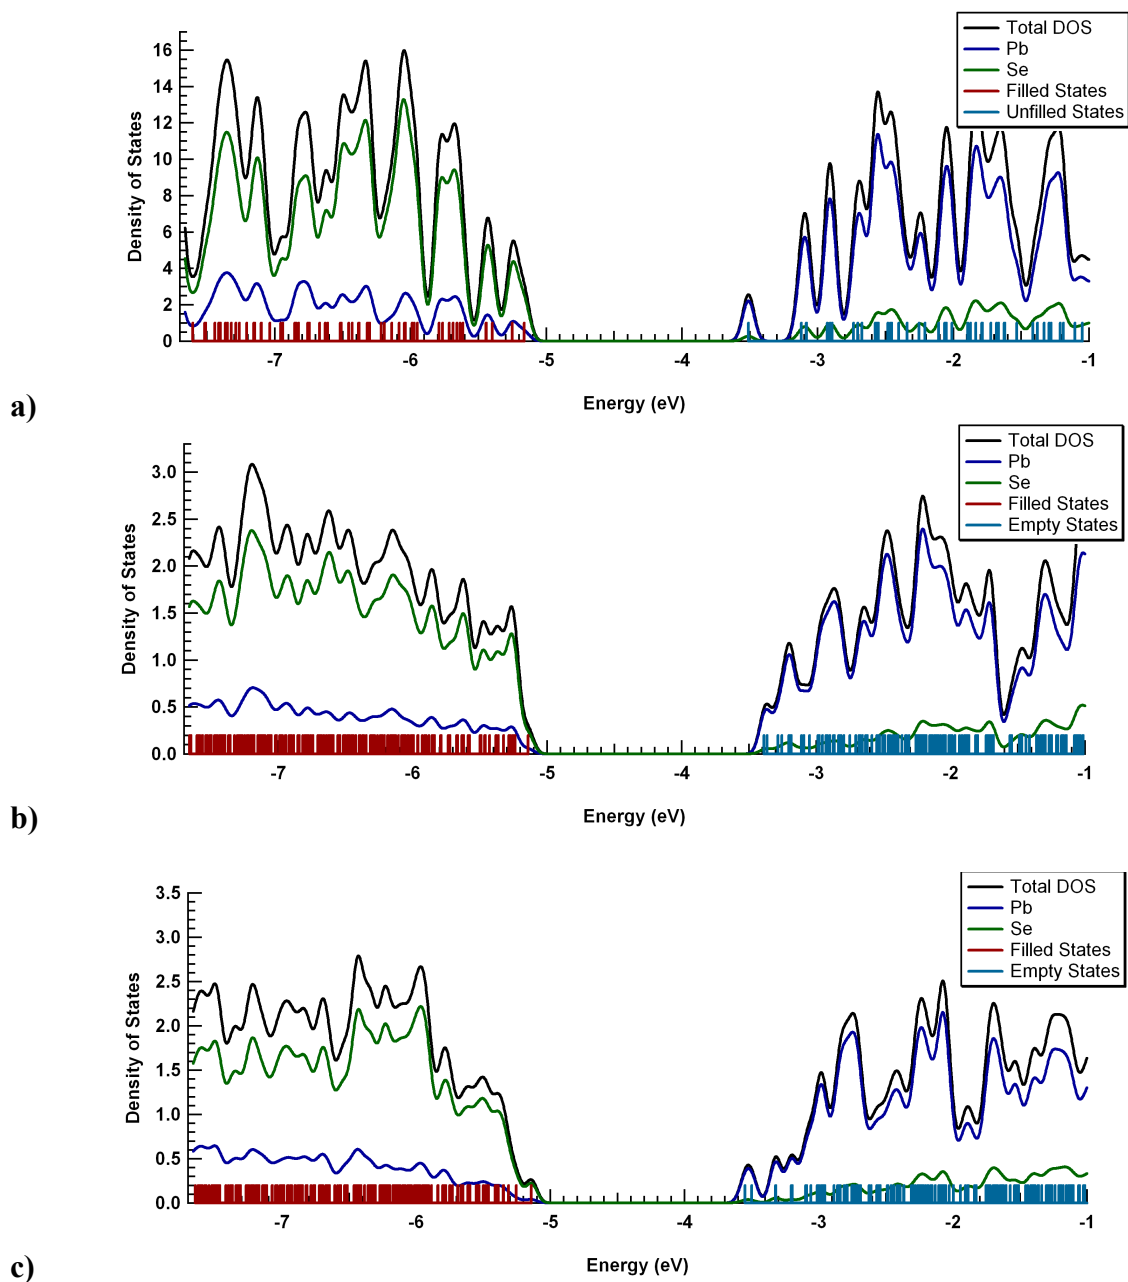 Total DOS
Pb
Se
Filled States
Unfilled States
Density of States
16
14
12
10
8
6
4
2
0
-7
-6
-5
-4
-3
-2
-1
Energy (eV)
a)
Total DOS
Pb
Se
Filled States
Empty States
Density of States
3.0
2.5
2.0
1.5
1.0
0.5
0.0
-7
-6
-5
-4
-3
-2
-1
Energy (eV)
b)
Total DOS
Pb
Se
Filled States
Empty States
Density of States
3.5
3.0
2.5
2.0
1.5
1.0
0.5
0.0
-7
-6
-5
-4
-3
-2
-1
Energy (eV)
c)